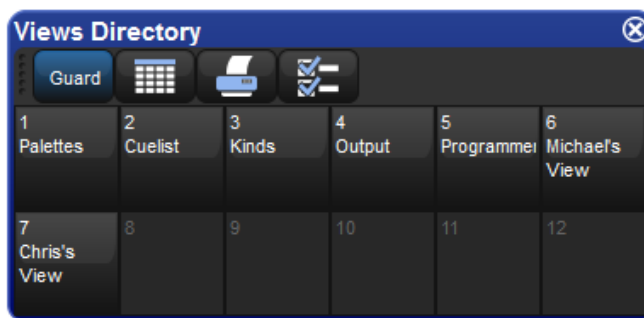 Views Directory
Guard
1 2 3 4 5 6
Palettes Cuelist Kinds Output Programmer Michael's
View
7 8 9 10 11 12
Chris's
View